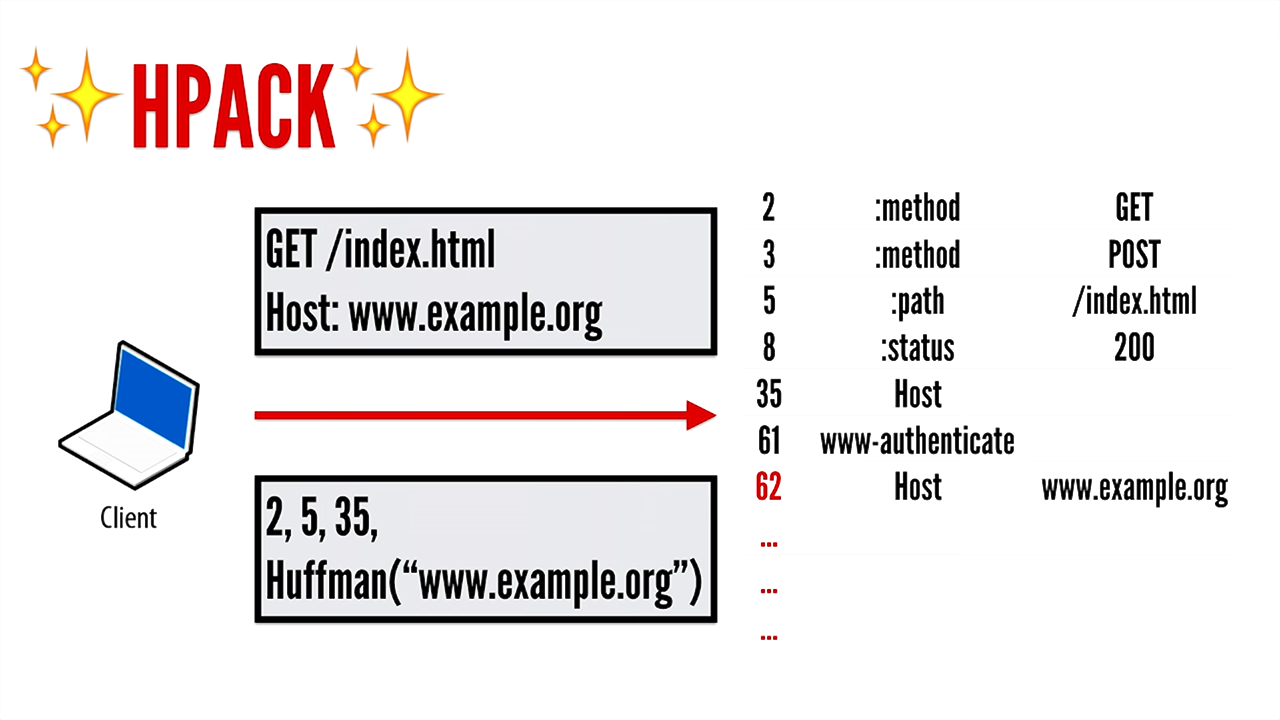 HPACK
GET /index.html
Host: www.example.org
Client
2, 5, 35,
Huffman(“www.example.org”)
2 :method GET
3 :method POST
5 :path /index.html
8 :status 200
35 Host
61 www-authenticate
62 Host www.example.org
...
...
...